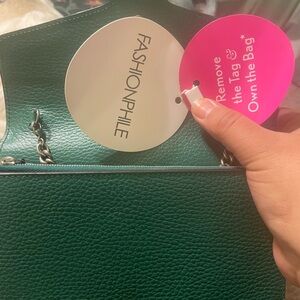 FASHIONPHILE
Remove
the Tag &
Own the Bag*